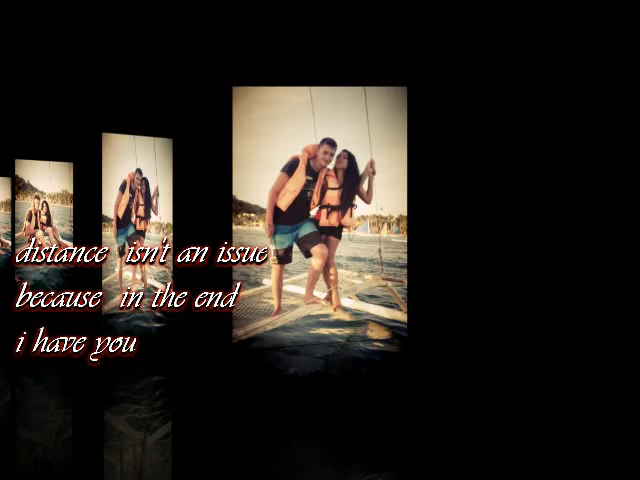 distance isn't an issue
because in the end
i have you